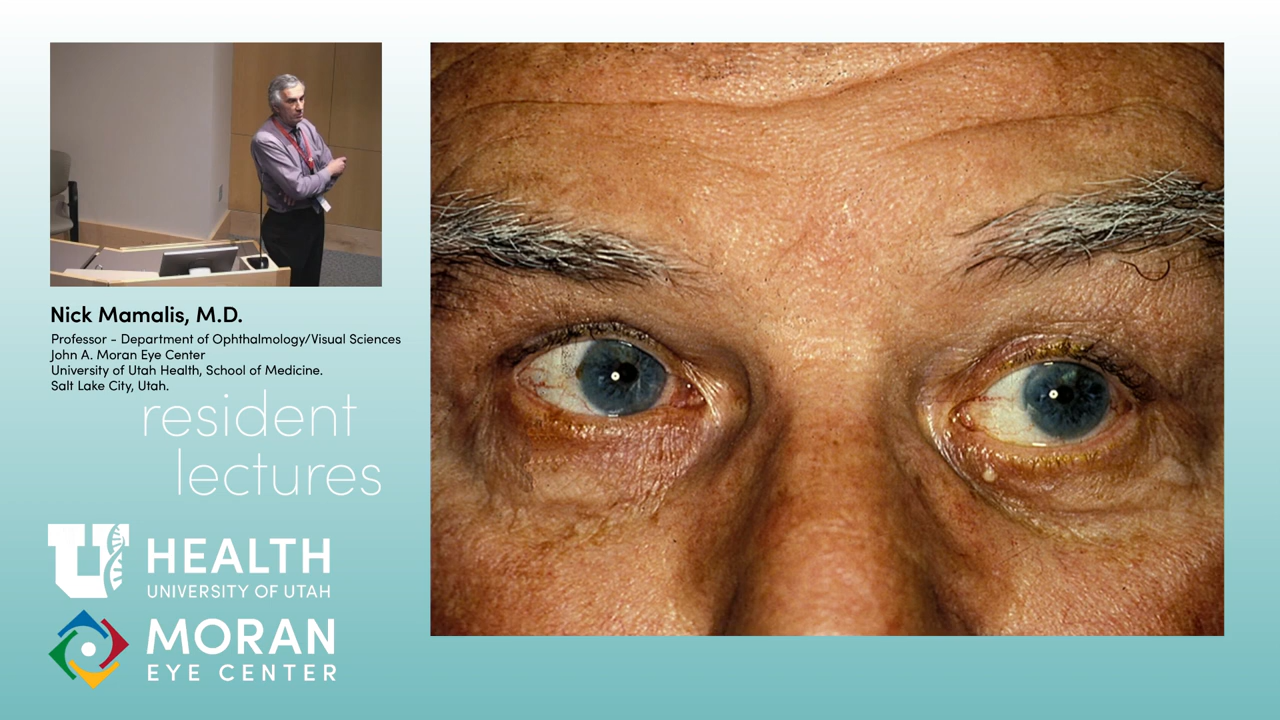 Nick Mamalis, M.D.
Professor - Department of Ophthalmology/Visual Sciences
John A. Moran Eye Center
University of Utah Health, School of Medicine.
Salt Lake City, Utah.
resident
lectures
U HEALTH
UNIVERSITY OF UTAH
MORAN
EYE CENTER